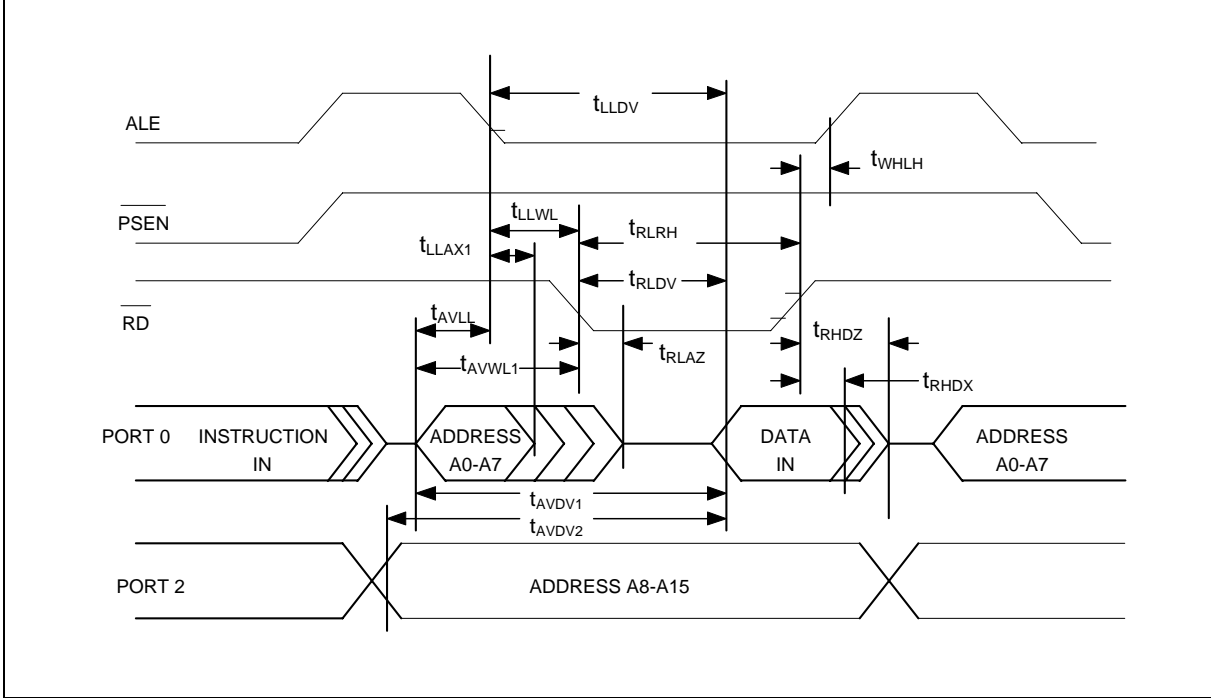 tLLDV
ALE
tWHLH
PSEN
tLLWL
tRLRH
tLLAX1
tRLDV
RD
tAVLL
tRHDZ
tRLAZ
tAVWL1
tRHDX
PORT 0
INSTRUCTION
IN
ADDRESS
A0-A7
DATA
IN
ADDRESS
A0-A7
tAVDV1
tAVDV2
PORT 2
ADDRESS A8-A15